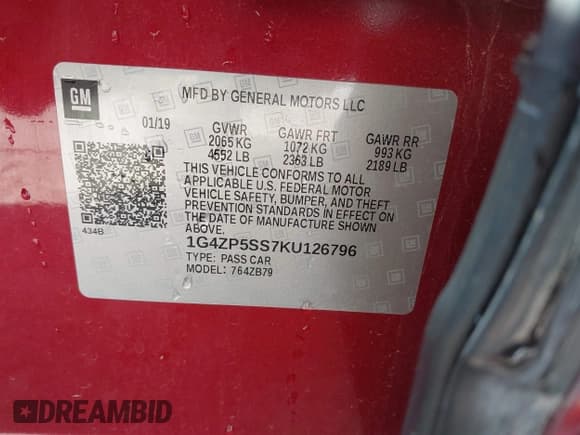 GM
MFD BY GENERAL MOTORS LLC
01/19 GVWR GAWR FRT GAWR RR
2065 KG 1072 KG 993 KG
4552 LB 2363 LB 2189 LB
THIS VEHICLE CONFORMS TO ALL
APPLICABLE U.S. FEDERAL MOTOR
VEHICLE SAFETY, BUMPER, AND THEFT
PREVENTION STANDARDS IN EFFECT ON
THE DATE OF MANUFACTURE SHOWN
ABOVE.
434B
1G4ZP5SS7KU126796
TYPE: PASS CAR
MODEL: 764ZB79
DREAMBID